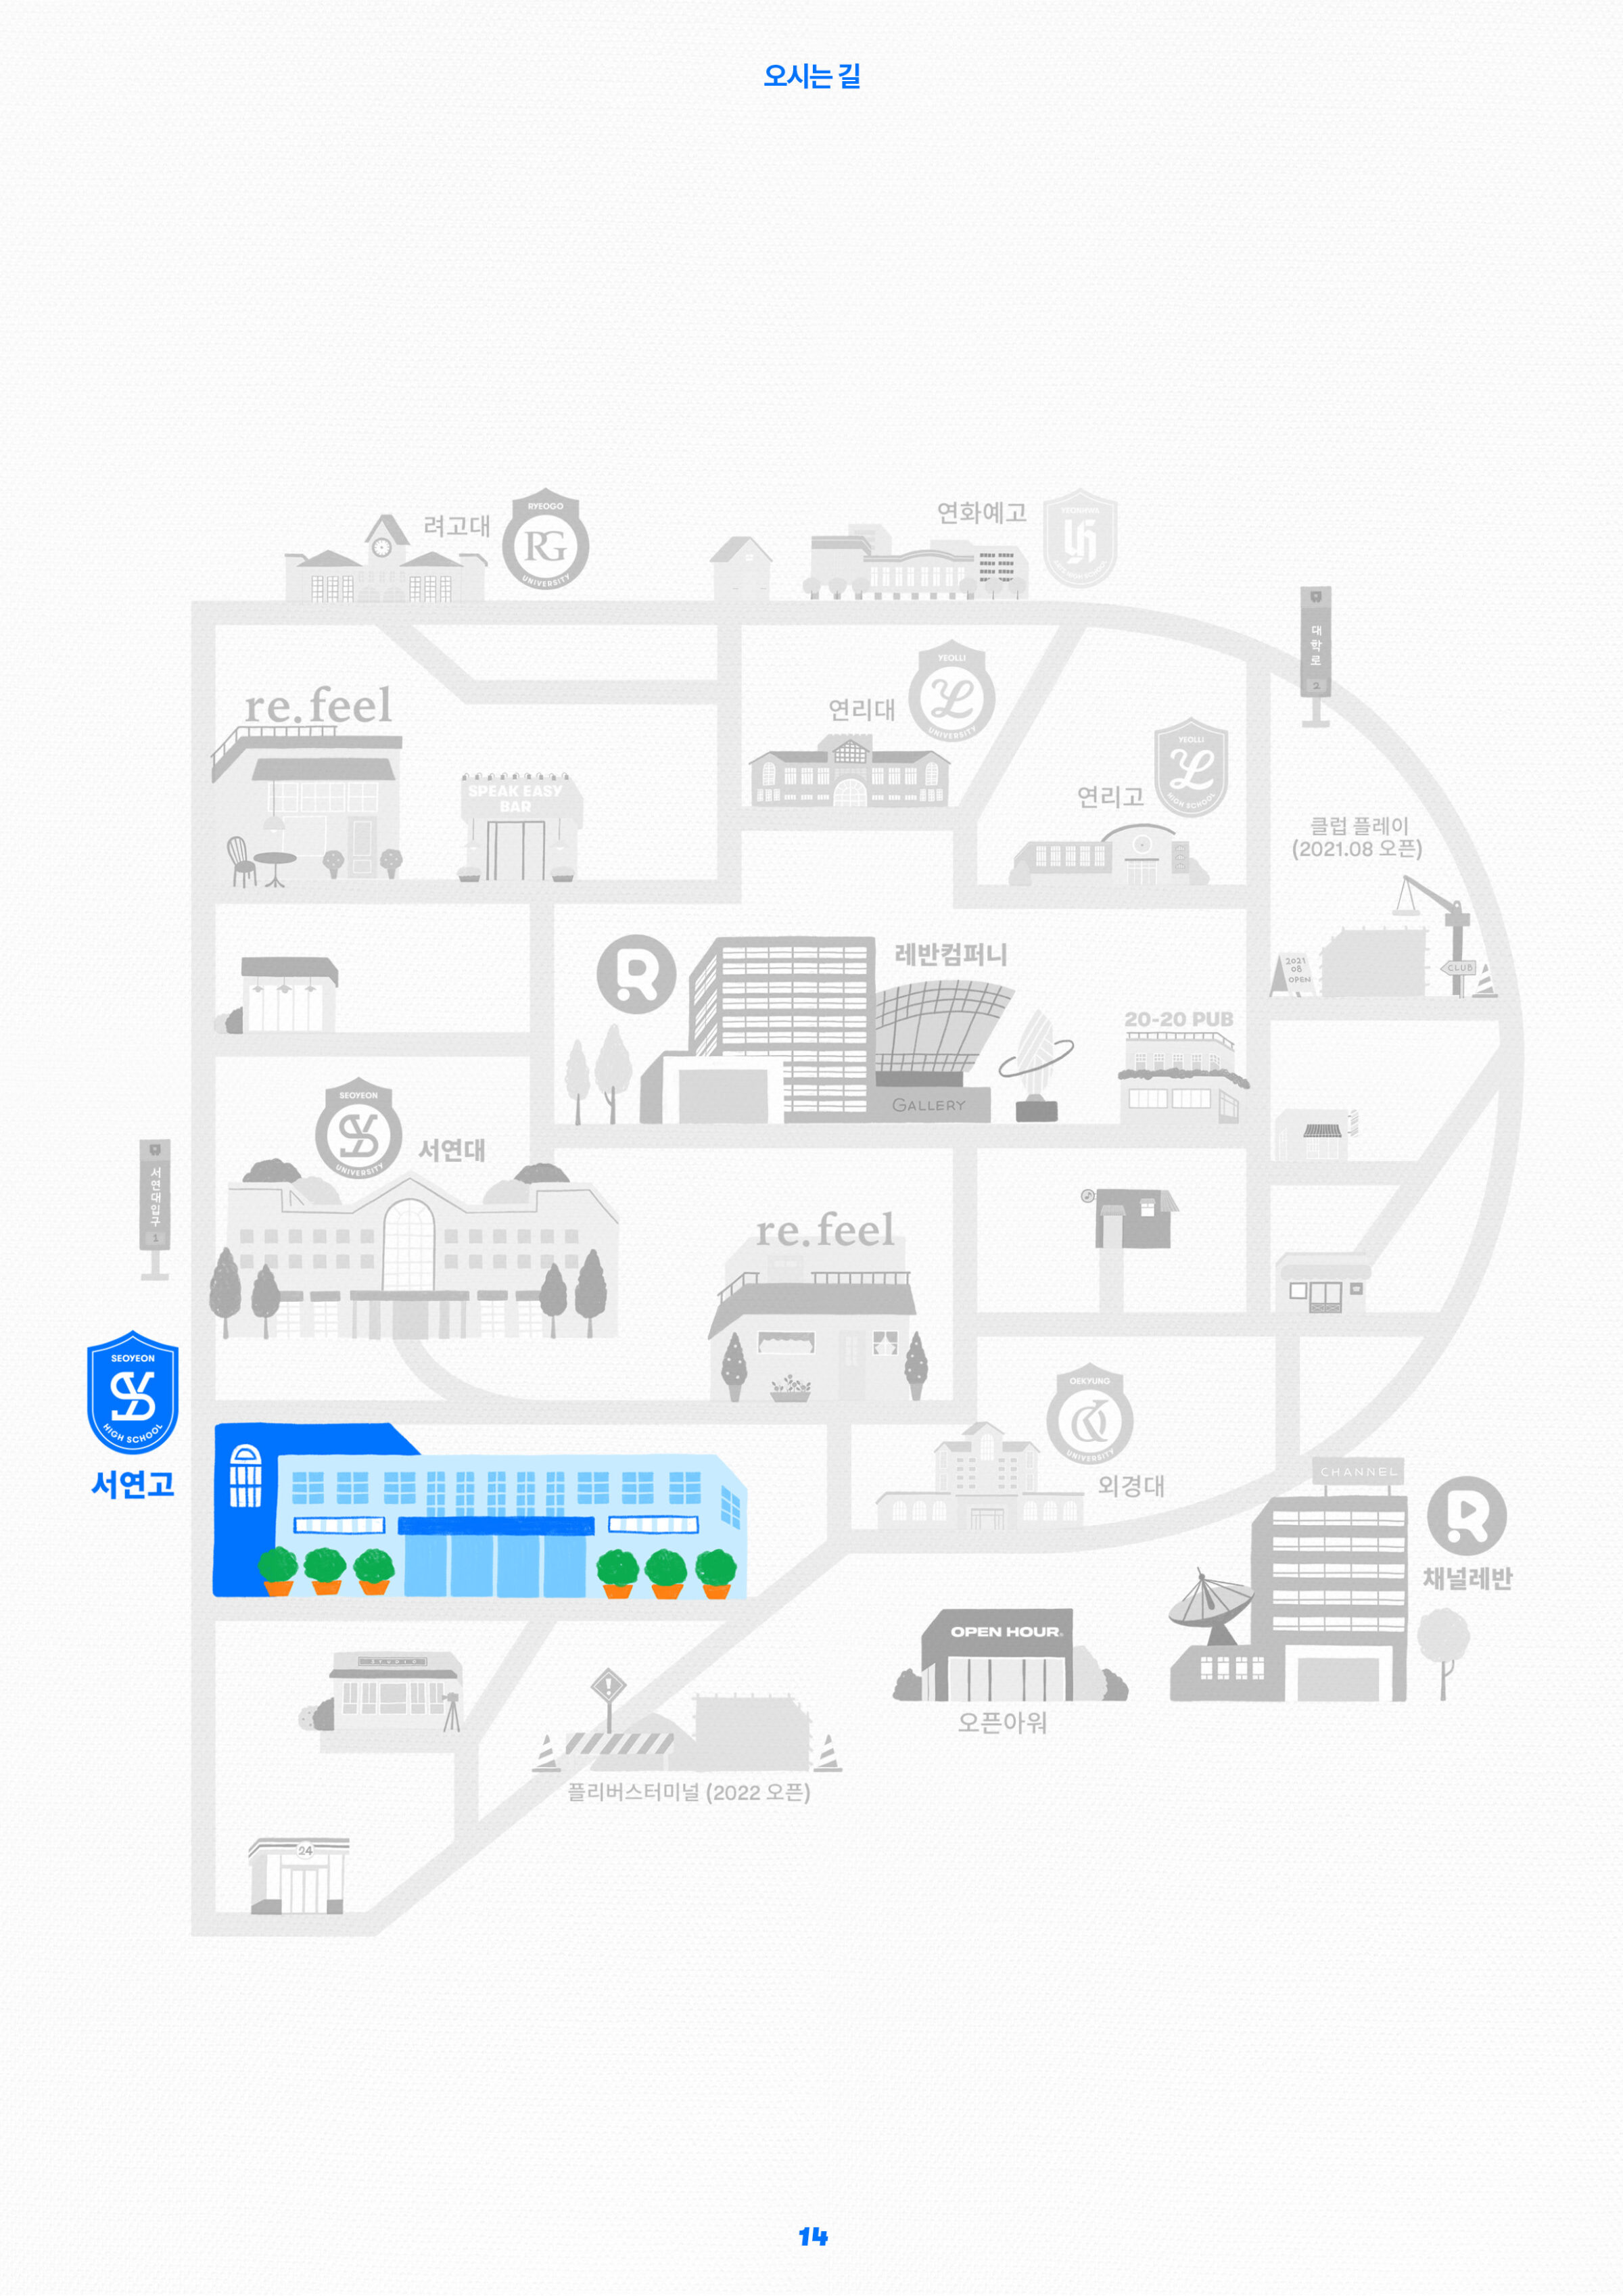 오시는 길
려고대
RYEOGO
RG
UNIVERSITY
연화예고
대학로
2
re.feel
SPEAK EASY
BAR
연리대
YEOLLI
UNIVERSITY
연리고
YEOLLI
HIGH SCHOOL
클럽 플레이
(2021.08 오픈)
2021
08
OPEN
CLUB
R
레반컴퍼니
GALLERY
20-20 PUB
SEOYEON
SY
UNIVERSITY
서연대
서연대입구
1
re.feel
SEOYEON
SY
HIGH SCHOOL
서연고
OEKYUNG
UNIVERSITY
외경대
CHANNEL
R
채널레반
OPEN HOUR
오픈아워
!
플리버스터미널 (2022 오픈)
24
14